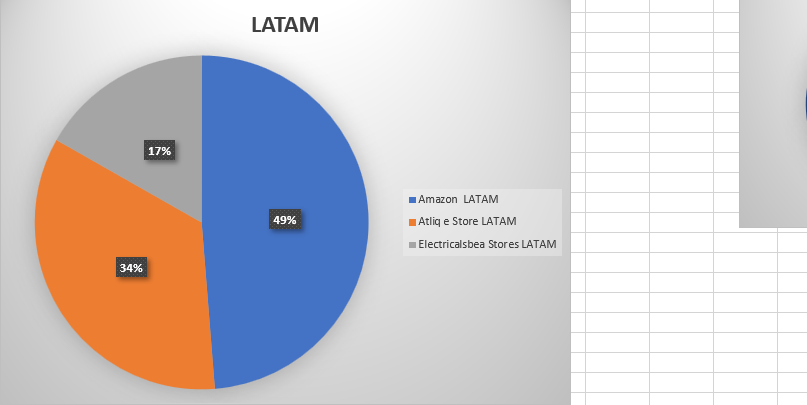 LATAM
17%
49%
34%
Amazon  LATAM
Atliq e Store LATAM
Electricalsbea Stores LATAM